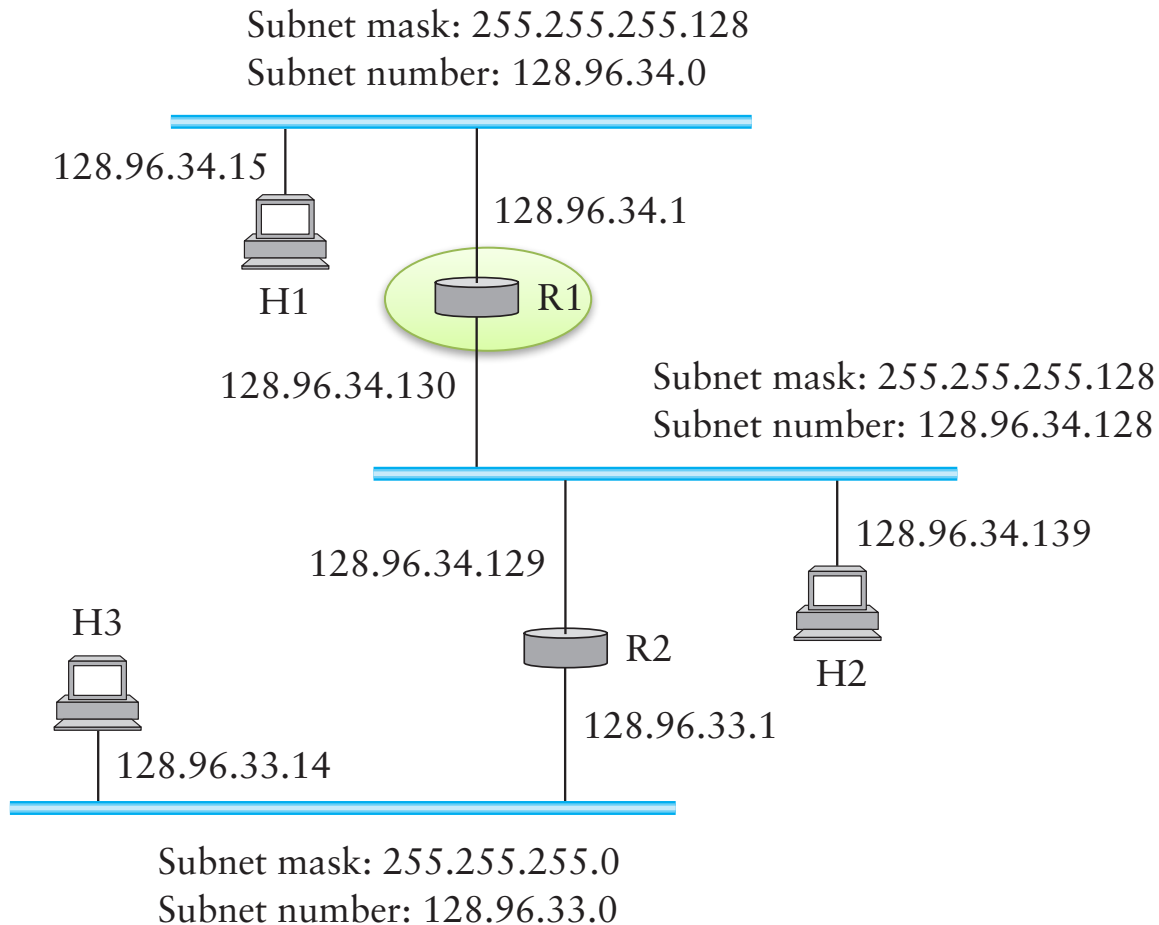 Subnet mask: 255.255.255.128
Subnet number: 128.96.34.0
128.96.34.15
128.96.34.1
H1
R1
128.96.34.130
Subnet mask: 255.255.255.128
Subnet number: 128.96.34.128
128.96.34.129
128.96.34.139
H3
R2
H2
128.96.33.1
128.96.33.14
Subnet mask: 255.255.255.0
Subnet number: 128.96.33.0